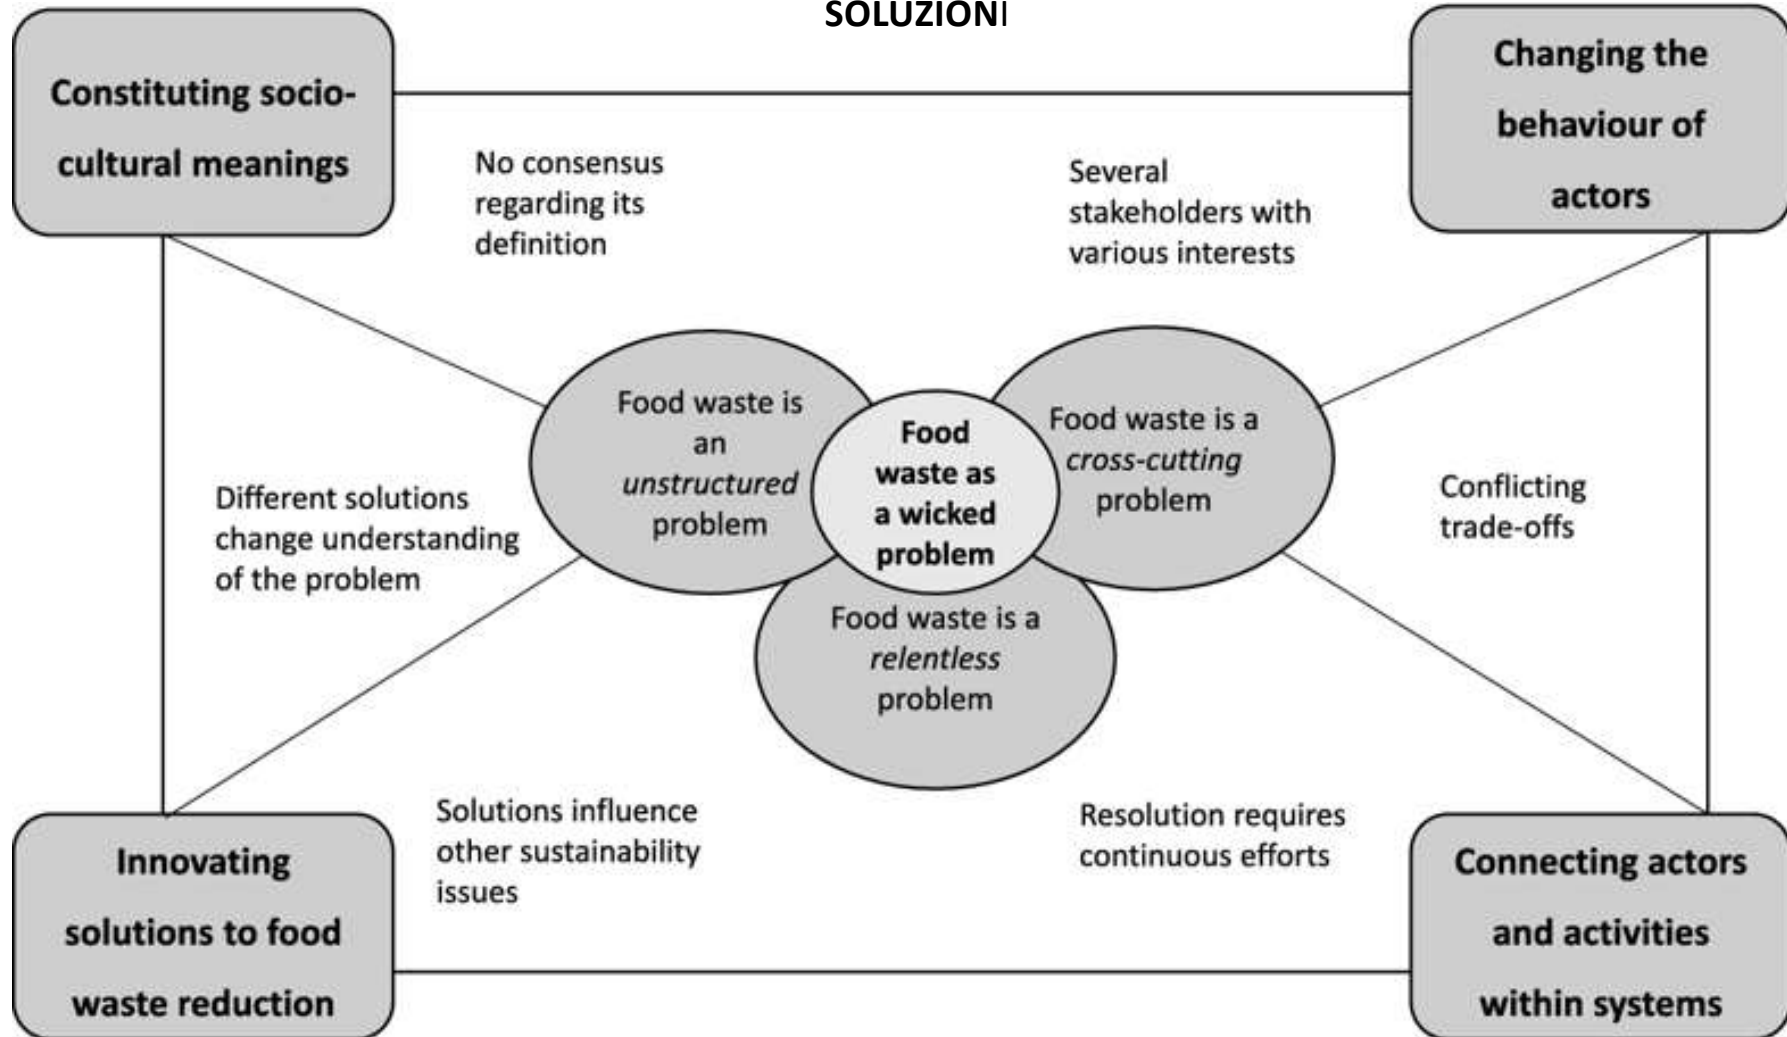 SOLUZIONI
Constituting socio-
cultural meanings
Changing the
behaviour of
actors
No consensus
regarding its
definition
Several
stakeholders with
various interests
Food waste is
an
unstructured
problem
Food
waste as
a wicked
problem
Food waste is a
cross-cutting
problem
Different solutions
change understanding
of the problem
Conflicting
trade-offs
Food waste is a
relentless
problem
Solutions influence
other sustainability
issues
Resolution requires
continuous efforts
Innovating
solutions to food
waste reduction
Connecting actors
and activities
within systems